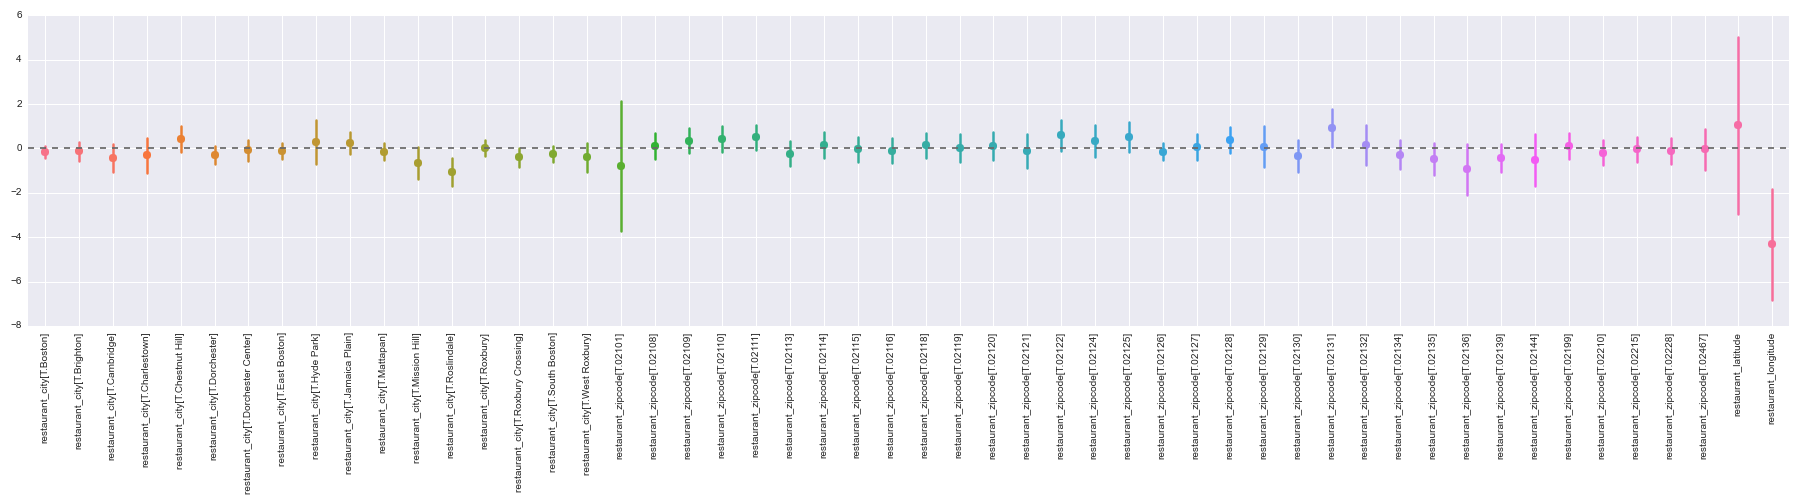 6
4
2
0
−2
−4
−6
−8
restaurant_city[T.Boston]
restaurant_city[T.Brighton]
restaurant_city[T.Cambridge]
restaurant_city[T.Charlestown]
restaurant_city[T.Chestnut Hill]
restaurant_city[T.Dorchester]
restaurant_city[T.Dorchester Center]
restaurant_city[T.East Boston]
restaurant_city[T.Hyde Park]
restaurant_city[T.Jamaica Plain]
restaurant_city[T.Mattapan]
restaurant_city[T.Mission Hill]
restaurant_city[T.Roslindale]
restaurant_city[T.Roxbury]
restaurant_city[T.Roxbury Crossing]
restaurant_city[T.South Boston]
restaurant_city[T.West Roxbury]
restaurant_zipcode[T.02101]
restaurant_zipcode[T.02108]
restaurant_zipcode[T.02109]
restaurant_zipcode[T.02110]
restaurant_zipcode[T.02111]
restaurant_zipcode[T.02113]
restaurant_zipcode[T.02114]
restaurant_zipcode[T.02115]
restaurant_zipcode[T.02116]
restaurant_zipcode[T.02118]
restaurant_zipcode[T.02119]
restaurant_zipcode[T.02120]
restaurant_zipcode[T.02121]
restaurant_zipcode[T.02122]
restaurant_zipcode[T.02124]
restaurant_zipcode[T.02125]
restaurant_zipcode[T.02126]
restaurant_zipcode[T.02127]
restaurant_zipcode[T.02128]
restaurant_zipcode[T.02129]
restaurant_zipcode[T.02130]
restaurant_zipcode[T.02131]
restaurant_zipcode[T.02132]
restaurant_zipcode[T.02134]
restaurant_zipcode[T.02135]
restaurant_zipcode[T.02136]
restaurant_zipcode[T.02139]
restaurant_zipcode[T.02144]
restaurant_zipcode[T.02199]
restaurant_zipcode[T.02210]
restaurant_zipcode[T.02215]
restaurant_zipcode[T.02228]
restaurant_zipcode[T.02467]
restaurant_latitude
restaurant_longitude